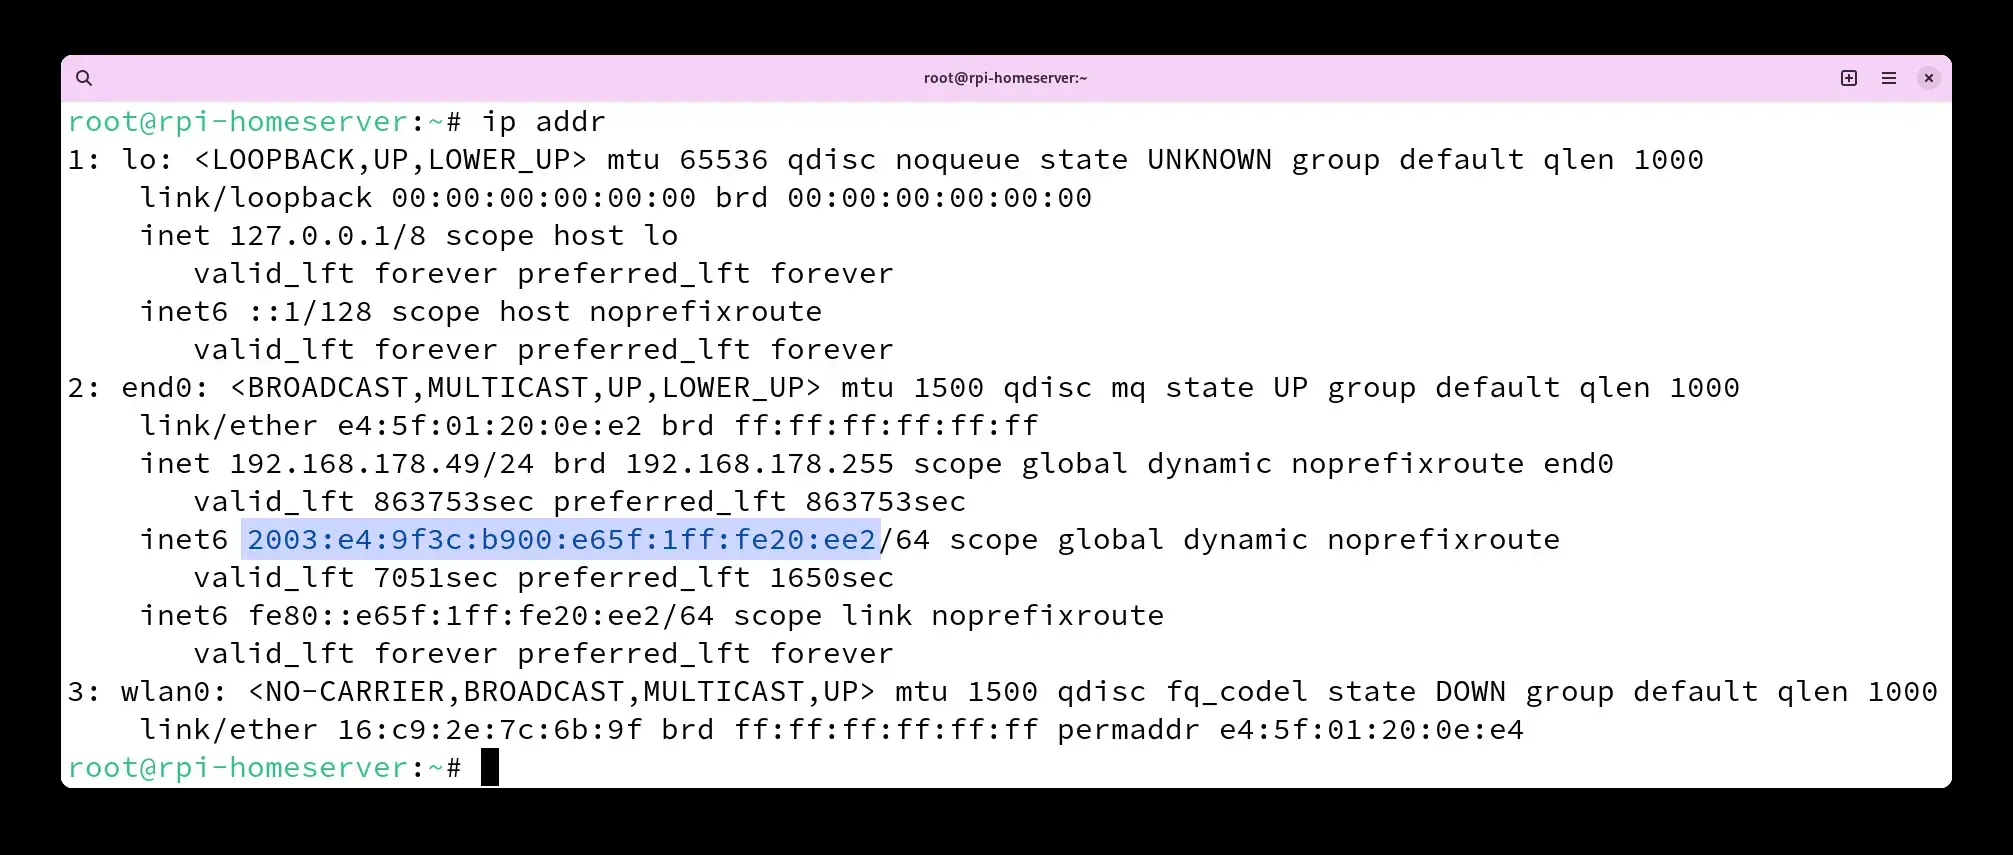 root@rpi-homeserver:~
root@rpi-homeserver:~# ip addr
1: lo: <LOOPBACK,UP,LOWER_UP> mtu 65536 qdisc noqueue state UNKNOWN group default qlen 1000
    link/loopback 00:00:00:00:00:00 brd 00:00:00:00:00:00
    inet 127.0.0.1/8 scope host lo
       valid_lft forever preferred_lft forever
    inet6 ::1/128 scope host noprefixroute
       valid_lft forever preferred_lft forever
2: end0: <BROADCAST,MULTICAST,UP,LOWER_UP> mtu 1500 qdisc mq state UP group default qlen 1000
    link/ether e4:5f:01:20:0e:e2 brd ff:ff:ff:ff:ff:ff
    inet 192.168.178.49/24 brd 192.168.178.255 scope global dynamic noprefixroute end0
       valid_lft 863753sec preferred_lft 863753sec
    inet6 2003:e4:9f3c:b900:e65f:1ff:fe20:ee2/64 scope global dynamic noprefixroute
       valid_lft 7051sec preferred_lft 1650sec
    inet6 fe80::e65f:1ff:fe20:ee2/64 scope link noprefixroute
       valid_lft forever preferred_lft forever
3: wlan0: <NO-CARRIER,BROADCAST,MULTICAST,UP> mtu 1500 qdisc fq_codel state DOWN group default qlen 1000
    link/ether 16:c9:2e:7c:6b:9f brd ff:ff:ff:ff:ff:ff permaddr e4:5f:01:20:0e:e4
root@rpi-homeserver:~#